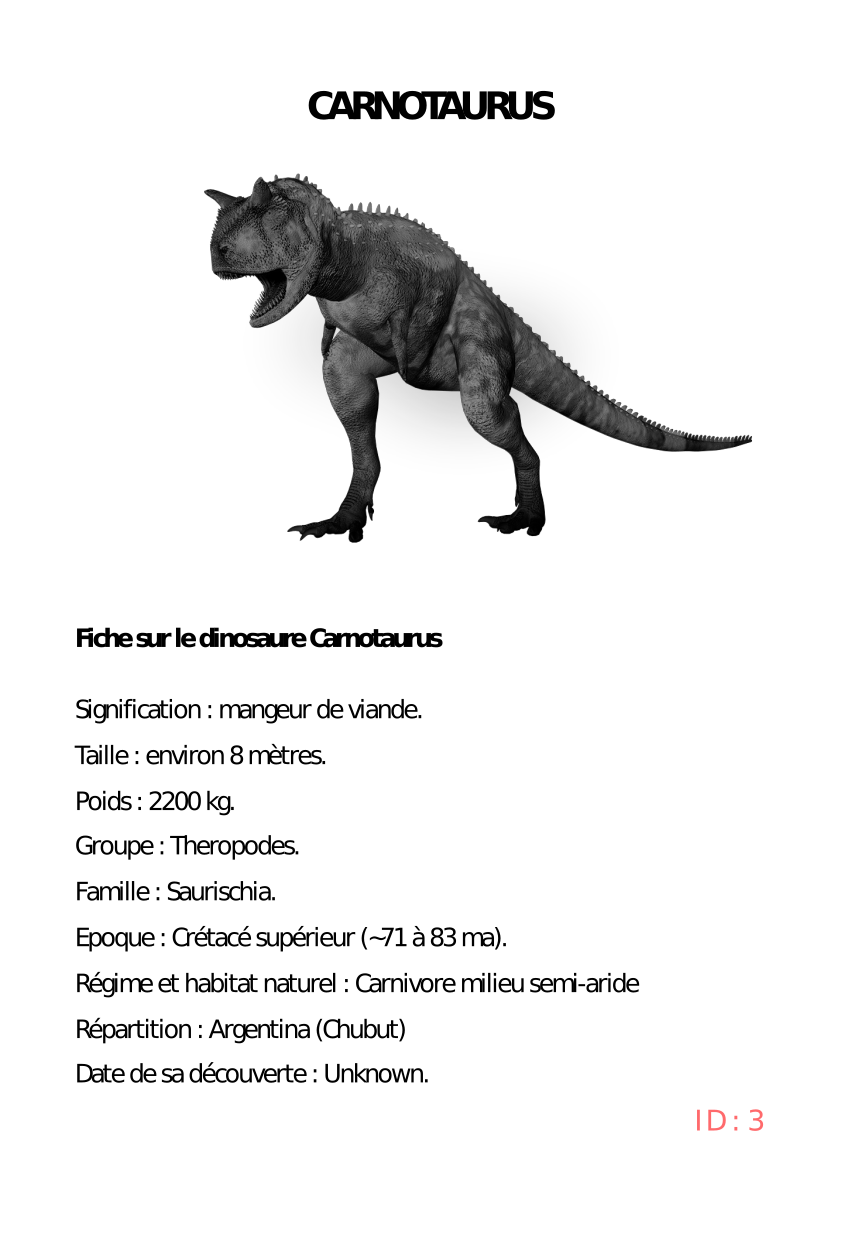 CARNOTAURUS
Fiche sur le dinosaure Carnotaurus
Signification : mangeur de viande.
Taille : environ 8 mètres.
Poids : 2200 kg.
Groupe : Theropodes.
Famille : Saurischia.
Epoque : Crétacé supérieur (~71 à 83 ma).
Régime et habitat naturel : Carnivore milieu semi-aride
Répartition : Argentina (Chubut)
Date de sa découverte : Unknown.
ID : 3